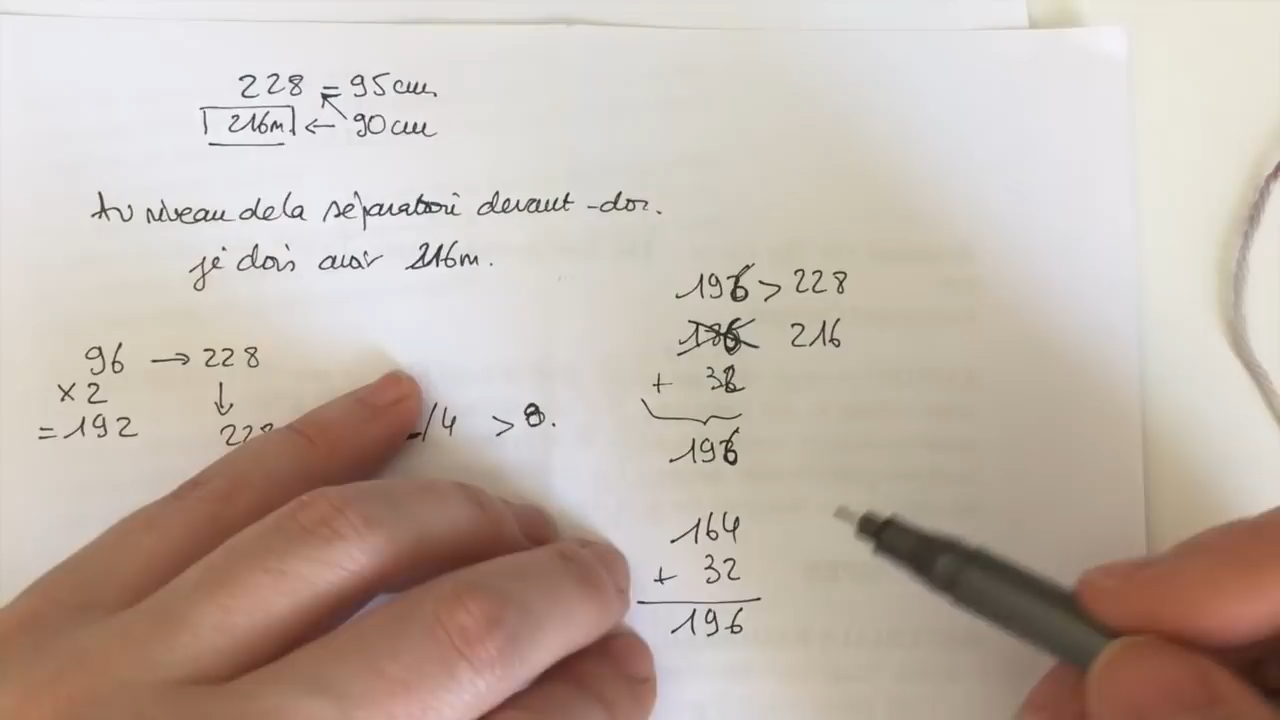 228 = 95cm
216m ← 90cm
Au niveau de la séparation devant-dos.
je dois avoir 216m.
96 → 228
× 2 ↓
= 192 228 /4 > 8.
196 > 228
186 216
+ 32
196
164
+ 32
196